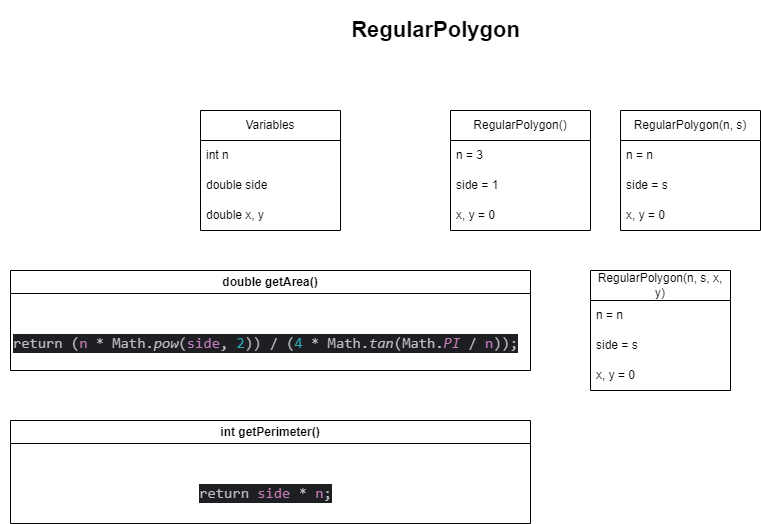 RegularPolygon
Variables
int n
double side
double x, y
RegularPolygon()
n = 3
side = 1
x, y = 0
RegularPolygon(n, s)
n = n
side = s
x, y = 0
double getArea()
return (n * Math.pow(side, 2)) / (4 * Math.tan(Math.PI / n));
RegularPolygon(n, s, x,
y)
n = n
side = s
x, y = 0
int getPerimeter()
return side * n;